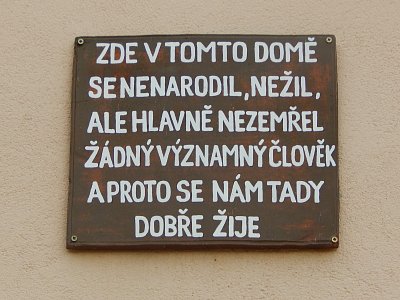 ZDE V TOMTO DOMĚ
SE NENARODIL, NEŽIL,
ALE HLAVNĚ NEZEMŘEL
ŽÁDNÝ VÝZNAMNÝ ČLOVĚK
A PROTO SE NÁM TADY
DOBŘE ŽIJE